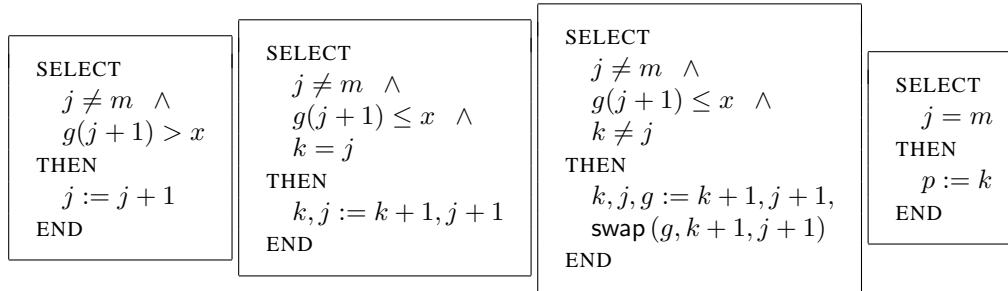 SELECT
j ≠ m ∧
g(j + 1) > x
THEN
j := j + 1
END
SELECT
j ≠ m ∧
g(j + 1) ≤ x ∧
k = j
THEN
k, j := k + 1, j + 1
END
SELECT
j ≠ m ∧
g(j + 1) ≤ x ∧
k ≠ j
THEN
k, j, g := k + 1, j + 1,
swap (g, k + 1, j + 1)
END
SELECT
j = m
THEN
p := k
END